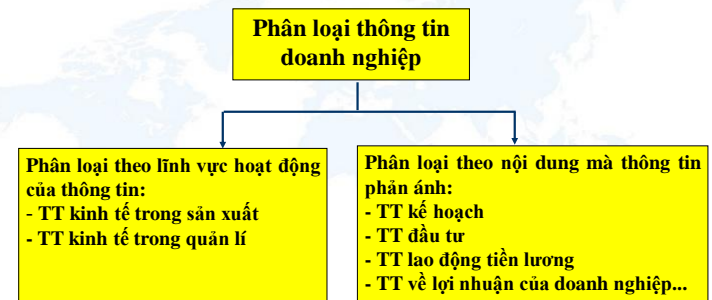 Phân loại thông tin
doanh nghiệp
Phân loại theo lĩnh vực hoạt động
của thông tin:
- TT kinh tế trong sản xuất
- TT kinh tế trong quản lí
Phân loại theo nội dung mà thông tin
phản ánh:
- TT kế hoạch
- TT đầu tư
- TT lao động tiền lương
- TT về lợi nhuận của doanh nghiệp...